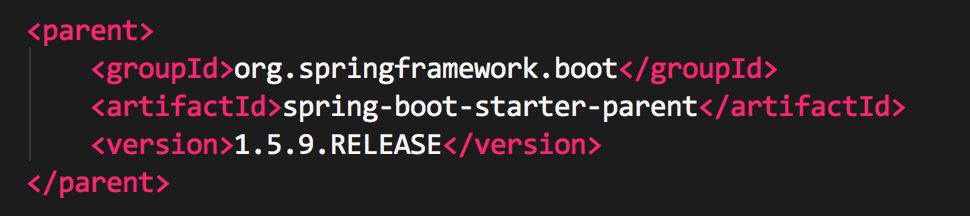 <parent>
<groupId>org.springframework.boot</groupId>
<artifactId>spring-boot-starter-parent</artifactId>
<version>1.5.9.RELEASE</version>
</parent>